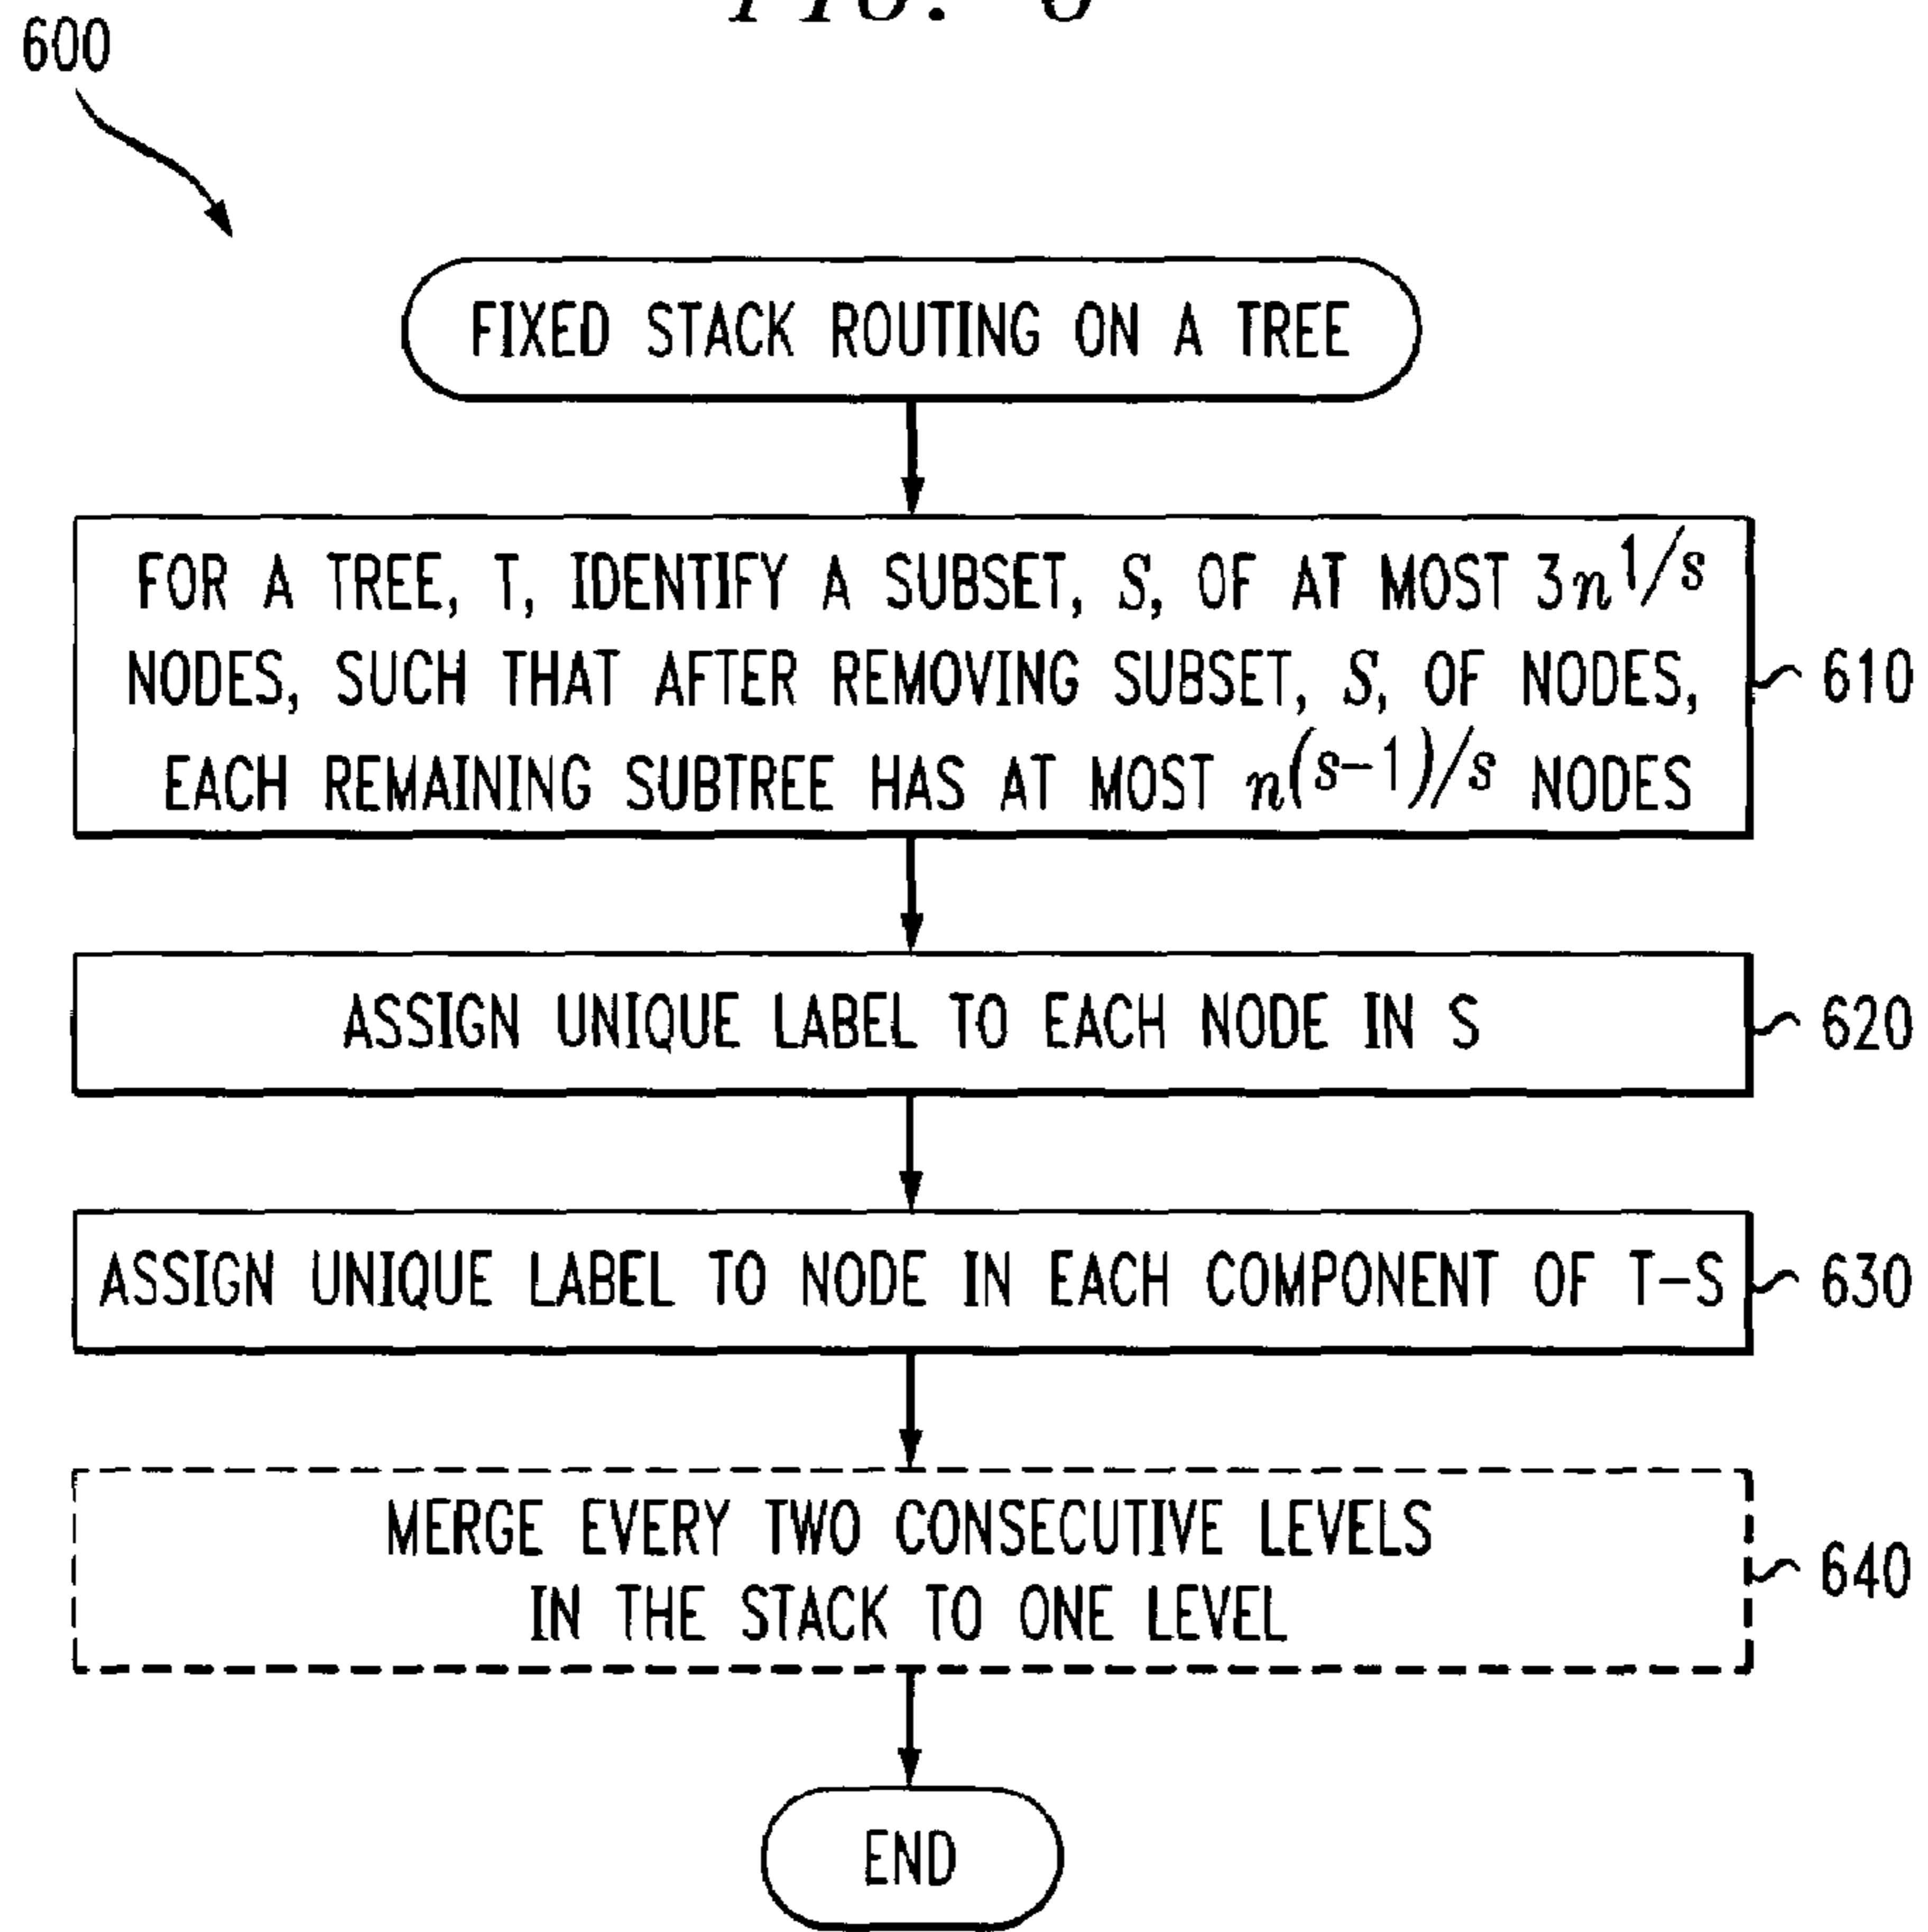 600
FIXED STACK ROUTING ON A TREE
FOR A TREE, T, IDENTIFY A SUBSET, S, OF AT MOST 3n^1/s
NODES, SUCH THAT AFTER REMOVING SUBSET, S, OF NODES,
EACH REMAINING SUBTREE HAS AT MOST n^(s-1)/s NODES
610
ASSIGN UNIQUE LABEL TO EACH NODE IN S
620
ASSIGN UNIQUE LABEL TO NODE IN EACH COMPONENT OF T-S
630
MERGE EVERY TWO CONSECUTIVE LEVELS
IN THE STACK TO ONE LEVEL
640
END